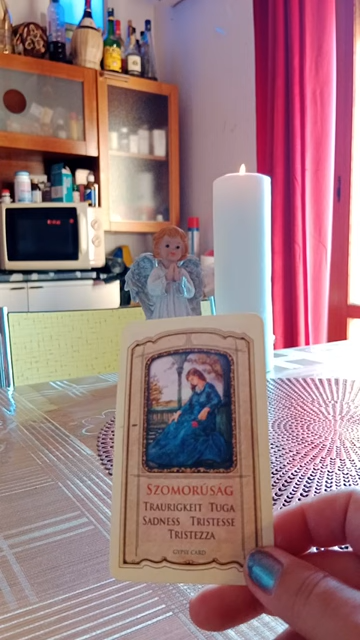 SZOMORÚSÁG
TRAURIGKEIT TUGA
SADNESS TRISTESSE
TRISTEZZA
GYPSY CARD